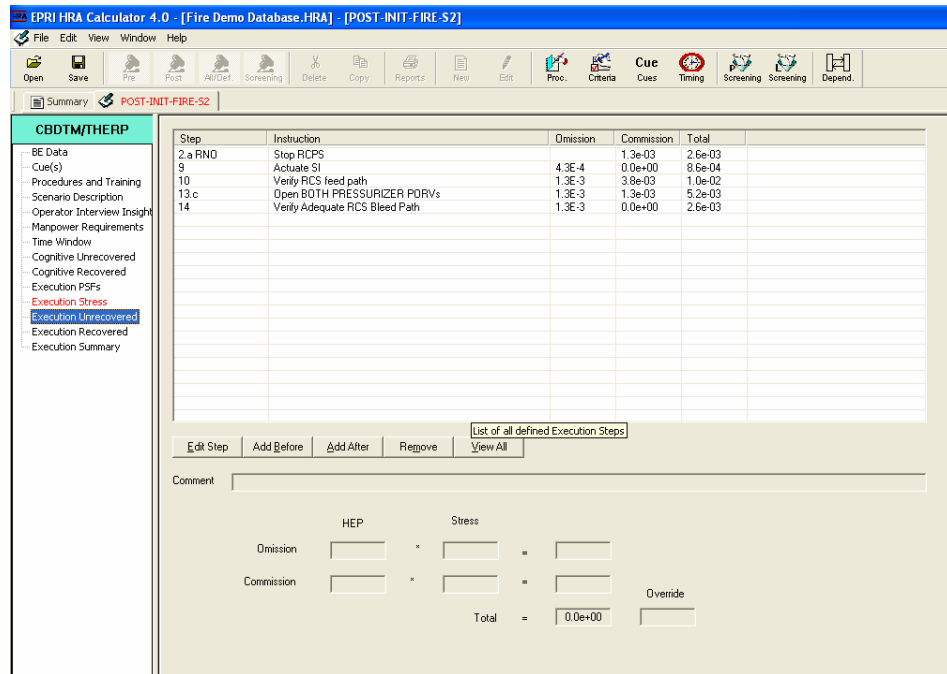 HRA EPRI HRA Calculator 4.0 - [Fire Demo Database.HRA] - [POST-INIT-FIRE-S2]
File Edit View Window Help
Cue
Open Save Pre Post All/Def. Screening Delete Copy Reports New Edit Proc. Criteria Cues Timing Screening Screening Depend.
Summary POST-INIT-FIRE-S2
CBDTM/THERP
BE Data
Cue(s)
Procedures and Training
Scenario Description
Operator Interview Insight
Manpower Requirements
Time Window
Cognitive Unrecovered
Cognitive Recovered
Execution PSFs
Execution Stress
Execution Unrecovered
Execution Recovered
Execution Summary
Step Instruction Omission Commission Total
2.a RNO Stop RCPS 1.3e-03 2.6e-03
9 Actuate SI 4.3E-4 0.0e+00 8.6e-04
10 Verify RCS feed path 1.3E-3 3.8e-03 1.0e-02
13.c Open BOTH PRESSURIZER PORVs 1.3E-3 1.3e-03 5.2e-03
14 Verify Adequate RCS Bleed Path 1.3E-3 0.0e+00 2.6e-03
List of all defined Execution Steps
Edit Step Add Before Add After Remove View All
Comment
HEP Stress
Omission * =
Commission * =
Override
Total = 0.0e+00